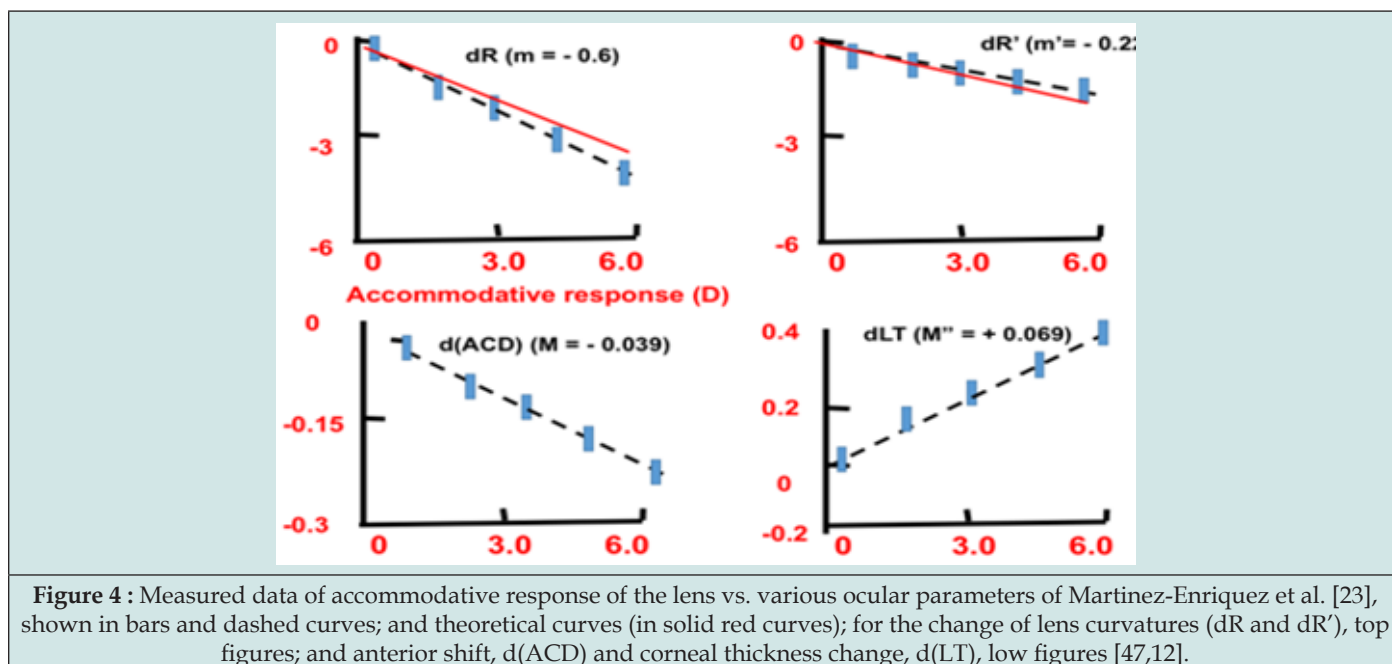 0
dR (m = - 0.6)
-3
-6
0 3.0 6.0
Accommodative response (D)
0
dR' (m'= - 0.22
-3
-6
0 3.0 6.0
0
d(ACD) (M = - 0.039)
-0.15
-0.3
0 3.0 6.0
0.4
dLT (M" = + 0.069)
0.2
0
-0.2
0 3.0 6.0
Figure 4 : Measured data of accommodative response of the lens vs. various ocular parameters of Martinez-Enriquez et al. [23],
shown in bars and dashed curves; and theoretical curves (in solid red curves); for the change of lens curvatures (dR and dR’), top
figures; and anterior shift, d(ACD) and corneal thickness change, d(LT), low figures [47,12].